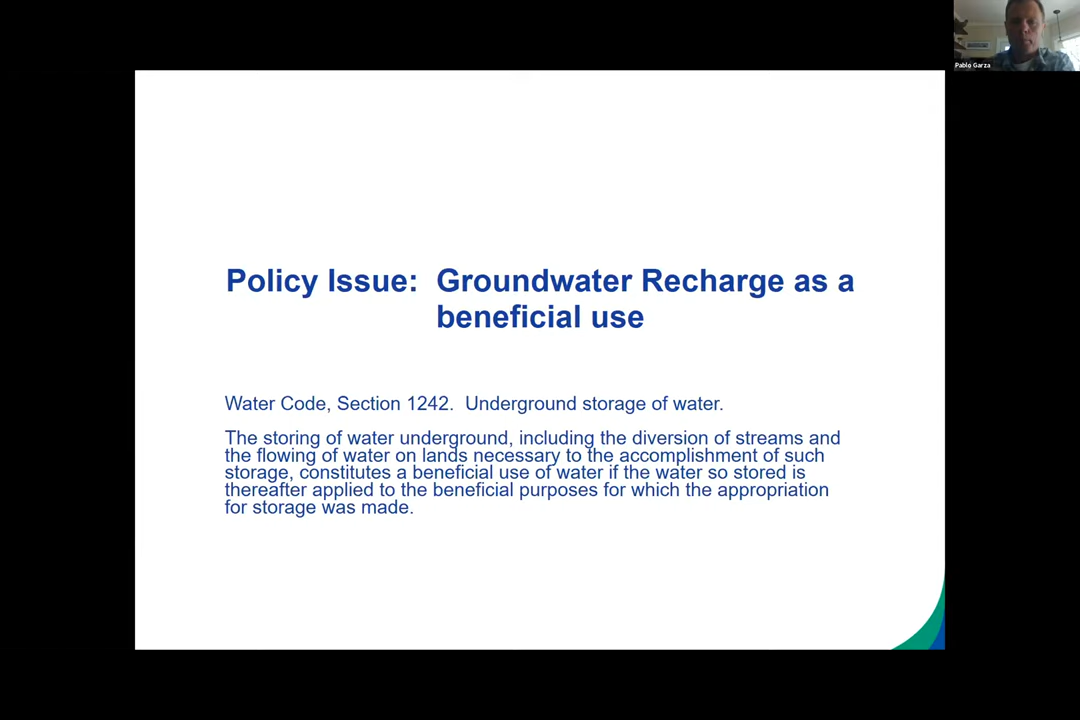 Pablo Garza
Policy Issue:  Groundwater Recharge as a
beneficial use
Water Code, Section 1242.  Underground storage of water.
The storing of water underground, including the diversion of streams and
the flowing of water on lands necessary to the accomplishment of such
storage, constitutes a beneficial use of water if the water so stored is
thereafter applied to the beneficial purposes for which the appropriation
for storage was made.